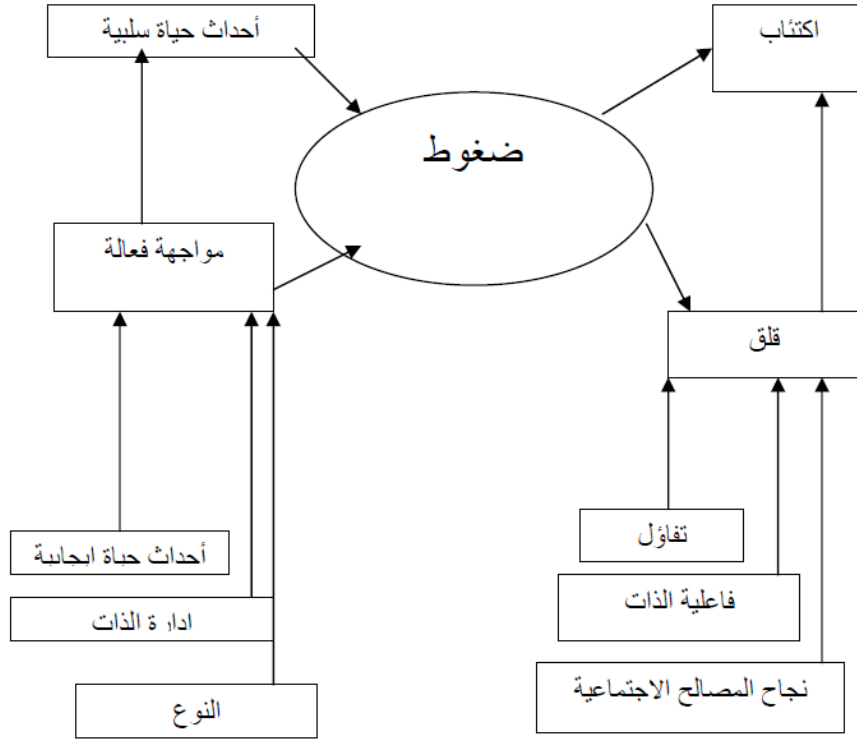 أحداث حياة سلبية
اكتئاب
ضغوط
مواجهة فعالة
قلق
تفاؤل
أحداث حياة ايجابية
فاعلية الذات
ادارة الذات
نجاح المصالح الاجتماعية
النوع